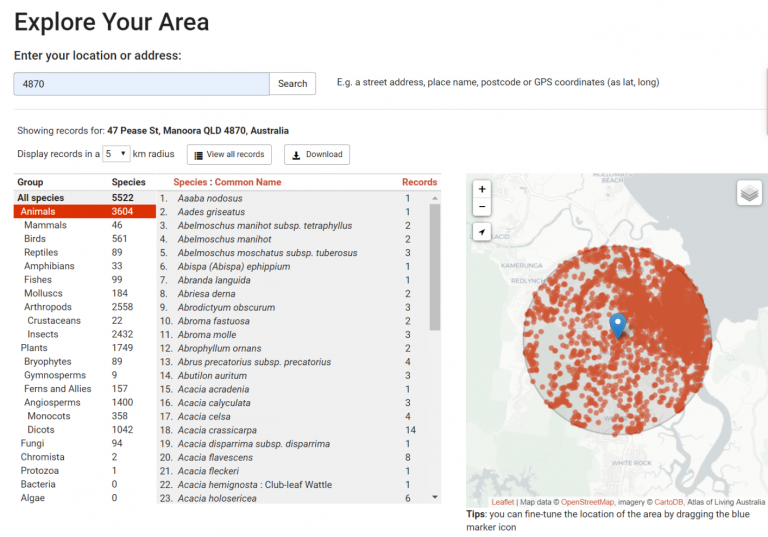 Explore Your Area
Enter your location or address:
4870 Search E.g. a street address, place name, postcode or GPS coordinates (as lat, long)
Showing records for: 47 Pease St, Manoora QLD 4870, Australia
Display records in a 5 km radius View all records Download
Group Species Species : Common Name Records
All species 5522 1. Aaaba nodosus 1
Animals 3604 2. Aades griseatus 1
Mammals 46 3. Abelmoschus manihot subsp. tetraphyllus 2
Birds 561 4. Abelmoschus manihot 2
Reptiles 89 5. Abelmoschus moschatus subsp. tuberosus 3
Amphibians 33 6. Abispa (Abispa) ephippium 1
Fishes 99 7. Abranda languida 1
Molluscs 184 8. Abriesa derna 2
Arthropods 2558 9. Abrodictyum obscurum 3
Crustaceans 22 10. Abroma fastuosa 2
Insects 2432 11. Abroma molle 3
Plants 1749 12. Abrophyllum ornans 2
Bryophytes 89 13. Abrus precatorius subsp. precatorius 4
Gymnosperms 9 14. Abutilon auritum 3
Ferns and Allies 157 15. Acacia acradenia 1
Angiosperms 1400 16. Acacia calyculata 3
Monocots 358 17. Acacia celsa 4
Dicots 1042 18. Acacia crassicarpa 14
Fungi 94 19. Acacia disparrima subsp. disparrima 1
Chromista 2 20. Acacia flavescens 8
Protozoa 1 21. Acacia fleckeri 1
Bacteria 0 22. Acacia hemignosta : Club-leaf Wattle 1
Algae 0 23. Acacia holosericea 6
+
−
HOLLOWAYS
BEACH
KAMERUNGA
REDLYNCH
WHITE ROCK
Leaflet | Map data © OpenStreetMap, imagery © CartoDB, Atlas of Living Australia
Tips: you can fine-tune the location of the area by dragging the blue
marker icon